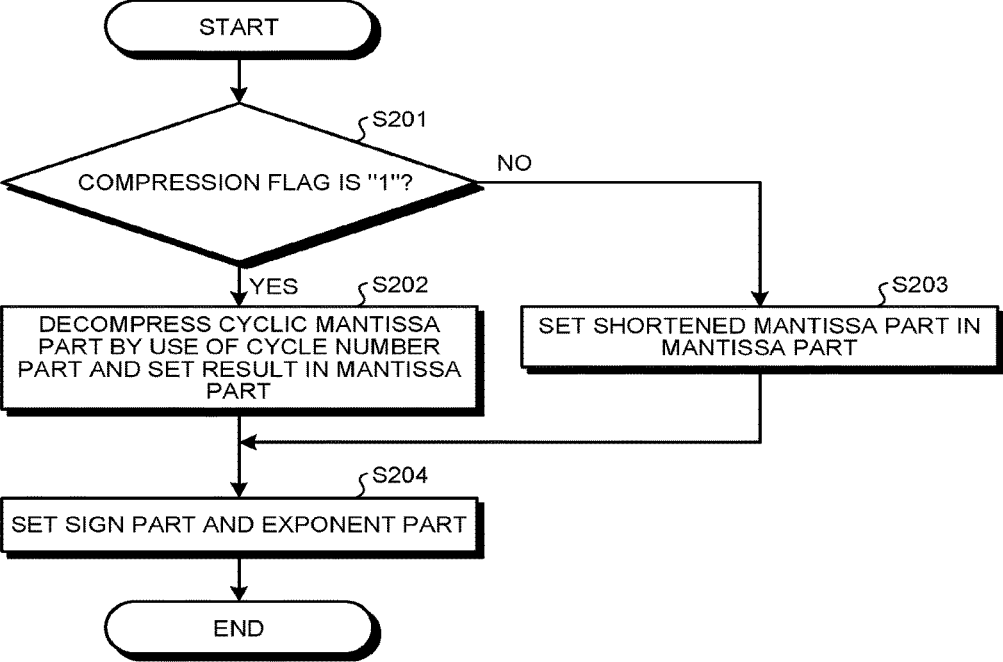 START
S201
COMPRESSION FLAG IS "1"?
NO
YES
S202
DECOMPRESS CYCLIC MANTISSA
PART BY USE OF CYCLE NUMBER
PART AND SET RESULT IN MANTISSA
PART
S203
SET SHORTENED MANTISSA PART IN
MANTISSA PART
S204
SET SIGN PART AND EXPONENT PART
END